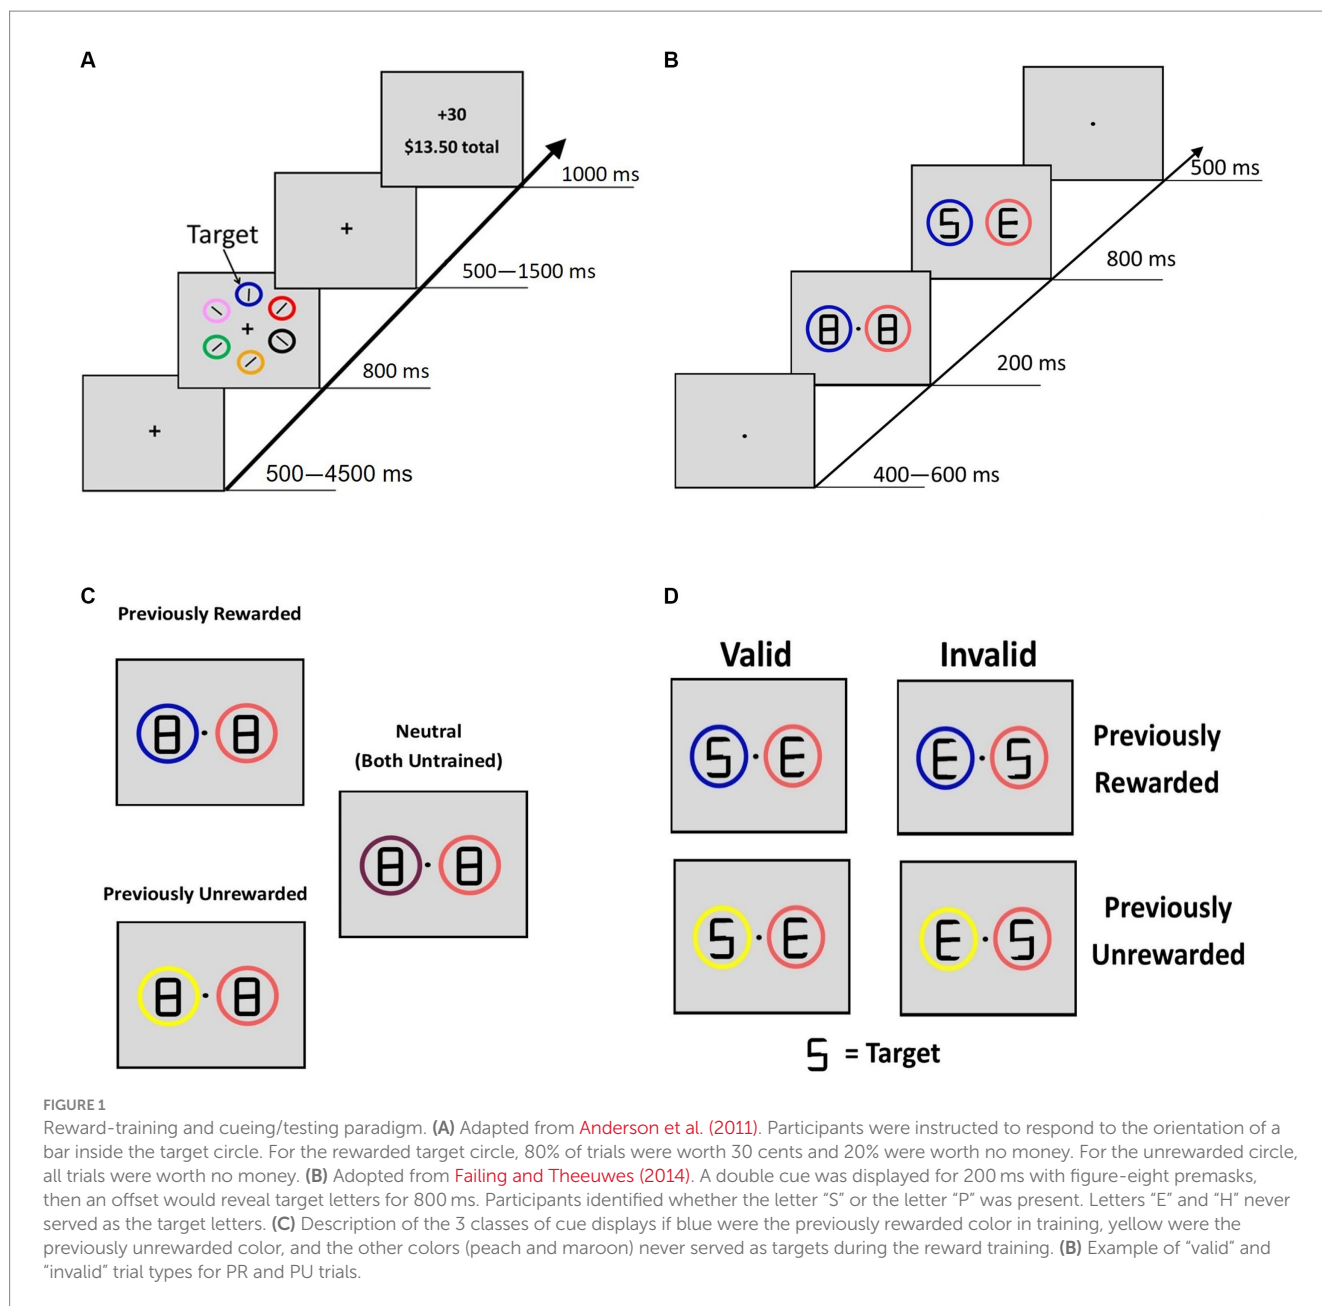 A
+30
$13.50 total
1000 ms
+
Target
500—1500 ms
+
800 ms
+
500—4500 ms
B
500 ms
S E
800 ms
8 · 8
200 ms
400—600 ms
C
Previously Rewarded
8 · 8
Neutral
(Both Untrained)
8 · 8
Previously Unrewarded
8 · 8
D
Valid Invalid
S · E E · S Previously
Rewarded
S · E E · S Previously
Unrewarded
S = Target
FIGURE 1
Reward-training and cueing/testing paradigm. (A) Adapted from Anderson et al. (2011). Participants were instructed to respond to the orientation of a
bar inside the target circle. For the rewarded target circle, 80% of trials were worth 30 cents and 20% were worth no money. For the unrewarded circle,
all trials were worth no money. (B) Adopted from Failing and Theeuwes (2014). A double cue was displayed for 200 ms with figure-eight premasks,
then an offset would reveal target letters for 800 ms. Participants identified whether the letter “S” or the letter “P” was present. Letters “E” and “H” never
served as the target letters. (C) Description of the 3 classes of cue displays if blue were the previously rewarded color in training, yellow were the
previously unrewarded color, and the other colors (peach and maroon) never served as targets during the reward training. (B) Example of “valid” and
“invalid” trial types for PR and PU trials.